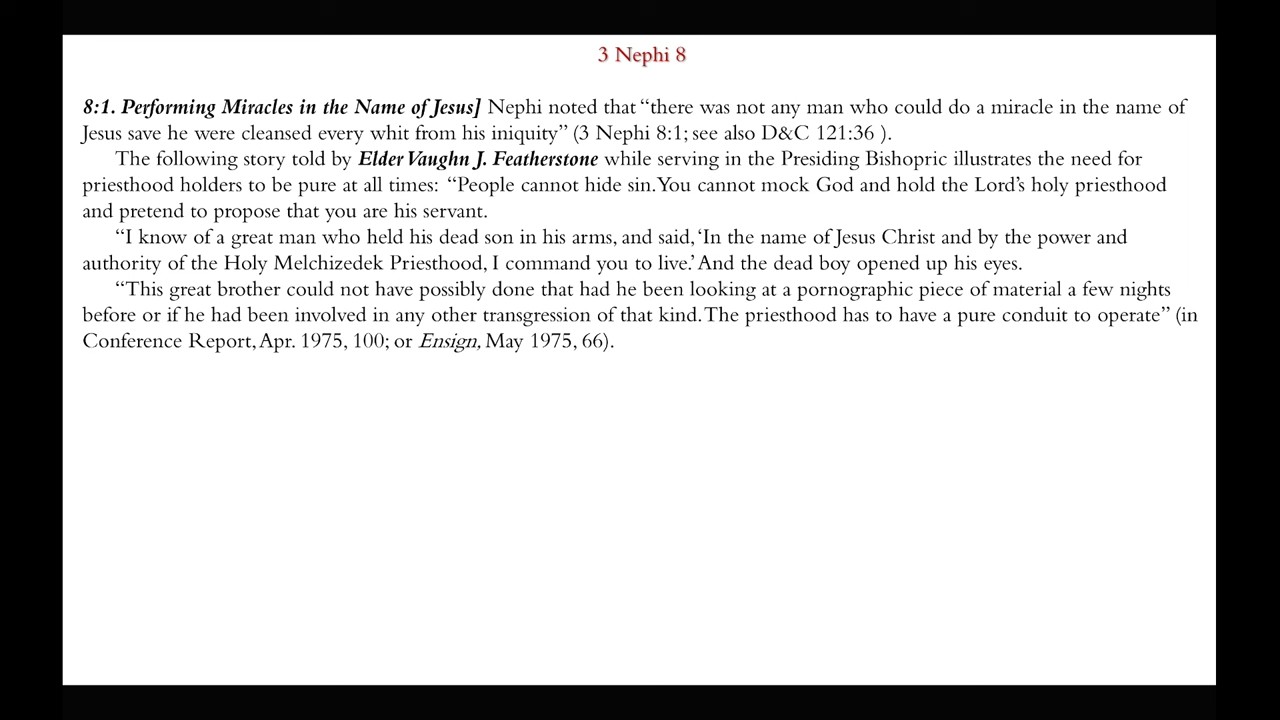 3 Nephi 8
8:1. Performing Miracles in the Name of Jesus] Nephi noted that “there was not any man who could do a miracle in the name of
Jesus save he were cleansed every whit from his iniquity” (3 Nephi 8:1; see also D&C 121:36 ).
The following story told by Elder Vaughn J. Featherstone while serving in the Presiding Bishopric illustrates the need for
priesthood holders to be pure at all times: “People cannot hide sin. You cannot mock God and hold the Lord’s holy priesthood
and pretend to propose that you are his servant.
“I know of a great man who held his dead son in his arms, and said, ‘In the name of Jesus Christ and by the power and
authority of the Holy Melchizedek Priesthood, I command you to live.’ And the dead boy opened up his eyes.
“This great brother could not have possibly done that had he been looking at a pornographic piece of material a few nights
before or if he had been involved in any other transgression of that kind. The priesthood has to have a pure conduit to operate” (in
Conference Report, Apr. 1975, 100; or Ensign, May 1975, 66).